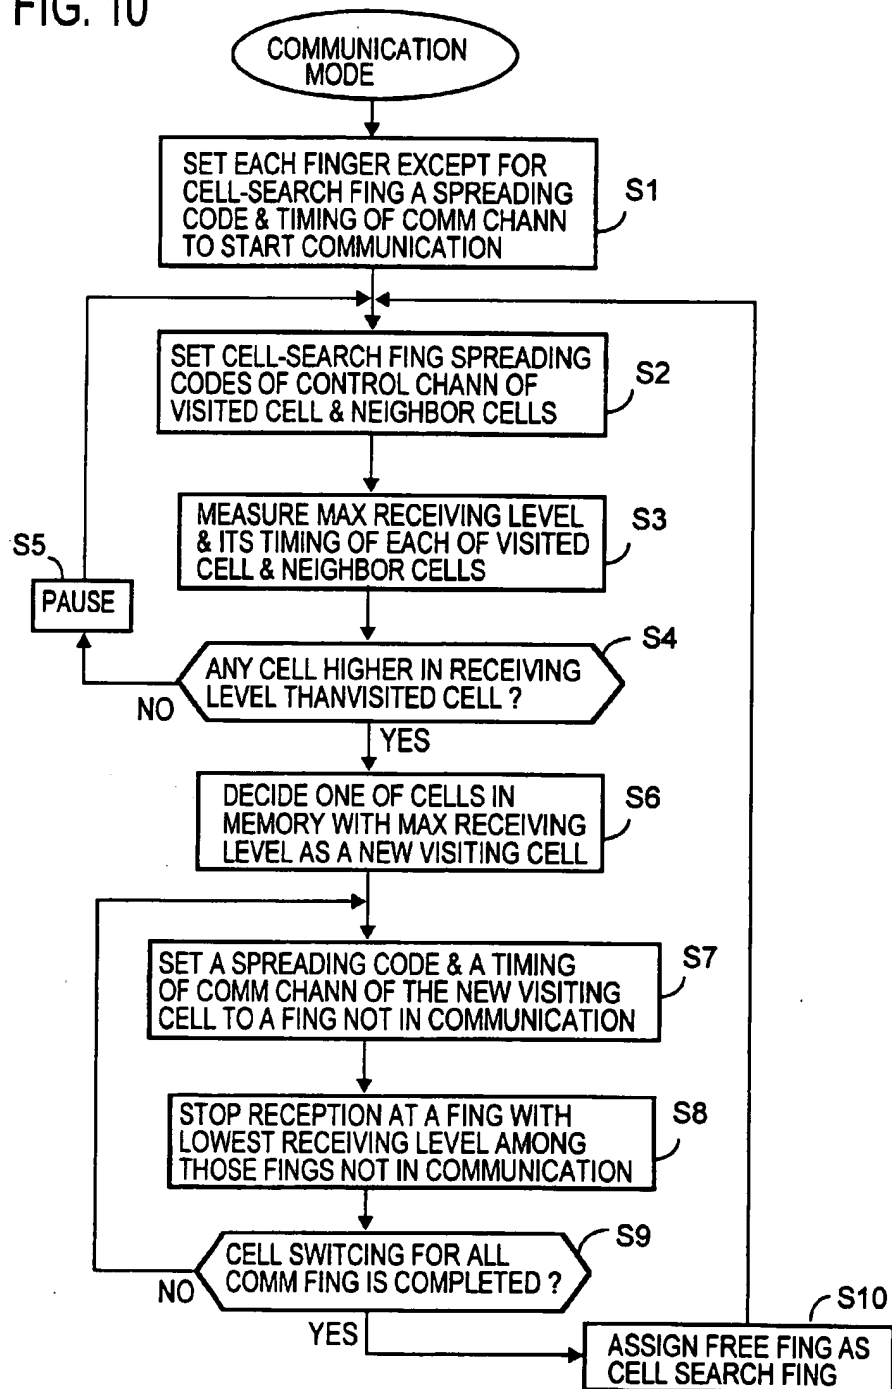 FIG. 10
COMMUNICATION
MODE
SET EACH FINGER EXCEPT FOR
CELL-SEARCH FING A SPREADING
CODE & TIMING OF COMM CHANN
TO START COMMUNICATION
S1
SET CELL-SEARCH FING SPREADING
CODES OF CONTROL CHANN OF
VISITED CELL & NEIGHBOR CELLS
S2
MEASURE MAX RECEIVING LEVEL
& ITS TIMING OF EACH OF VISITED
CELL & NEIGHBOR CELLS
S3
S5
PAUSE
ANY CELL HIGHER IN RECEIVING
LEVEL THANVISITED CELL ?
S4
NO
YES
DECIDE ONE OF CELLS IN
MEMORY WITH MAX RECEIVING
LEVEL AS A NEW VISITING CELL
S6
SET A SPREADING CODE & A TIMING
OF COMM CHANN OF THE NEW VISITING
CELL TO A FING NOT IN COMMUNICATION
S7
STOP RECEPTION AT A FING WITH
LOWEST RECEIVING LEVEL AMONG
THOSE FINGS NOT IN COMMUNICATION
S8
CELL SWITCING FOR ALL
COMM FING IS COMPLETED ?
S9
NO
YES
S10
ASSIGN FREE FING AS
CELL SEARCH FING